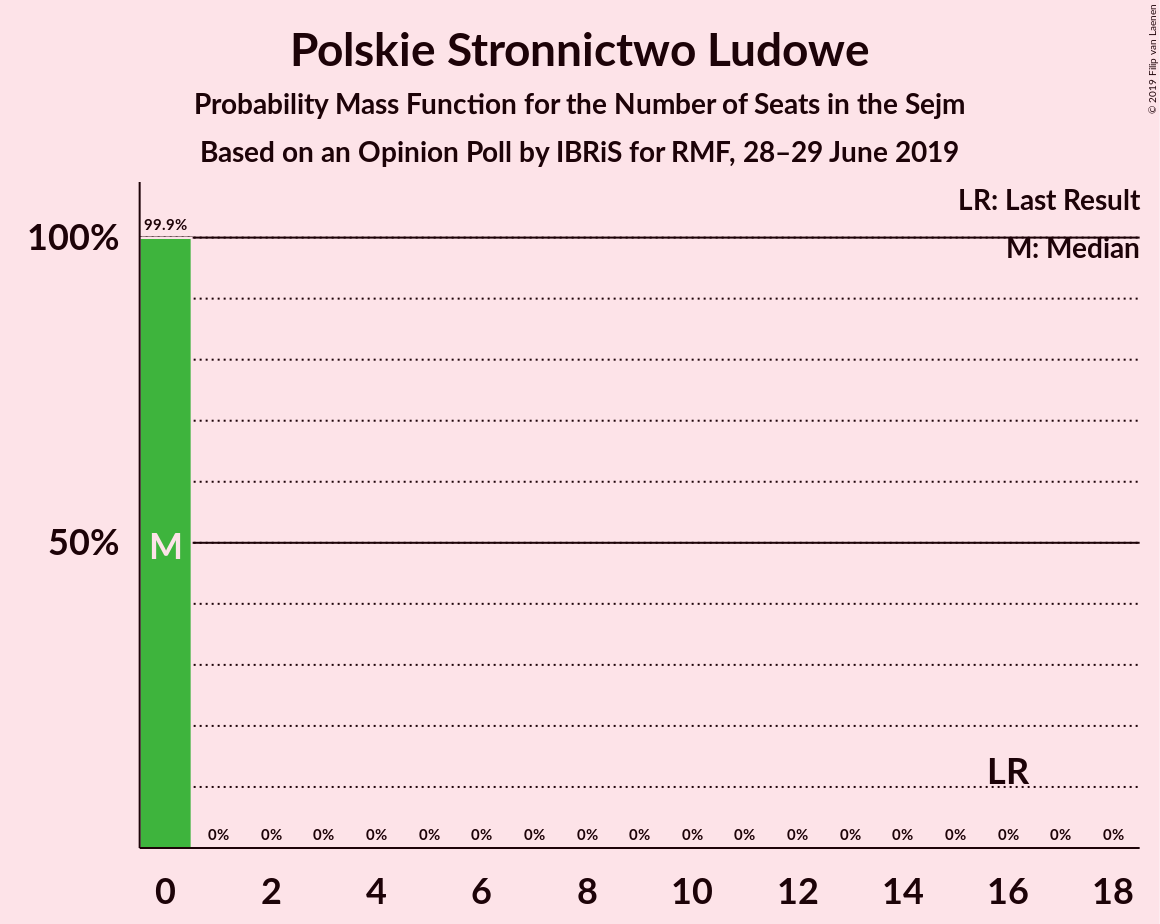 Polskie Stronnictwo Ludowe
Probability Mass Function for the Number of Seats in the Sejm
Based on an Opinion Poll by IBRiS for RMF, 28–29 June 2019
© 2019 Filip van Laenen
LR: Last Result
M: Median
99.9%
100%
50%
M
LR
0% 0% 0% 0% 0% 0% 0% 0% 0% 0% 0% 0% 0% 0% 0% 0% 0% 0%
0 2 4 6 8 10 12 14 16 18